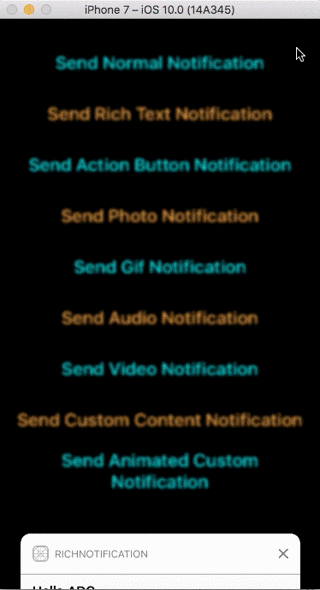 iPhone 7 – iOS 10.0 (14A345)
Send Normal Notification
Send Rich Text Notification
Send Action Button Notification
Send Photo Notification
Send Gif Notification
Send Audio Notification
Send Video Notification
Send Custom Content Notification
Send Animated Custom
Notification
RICHNOTIFICATION
Hello ABC